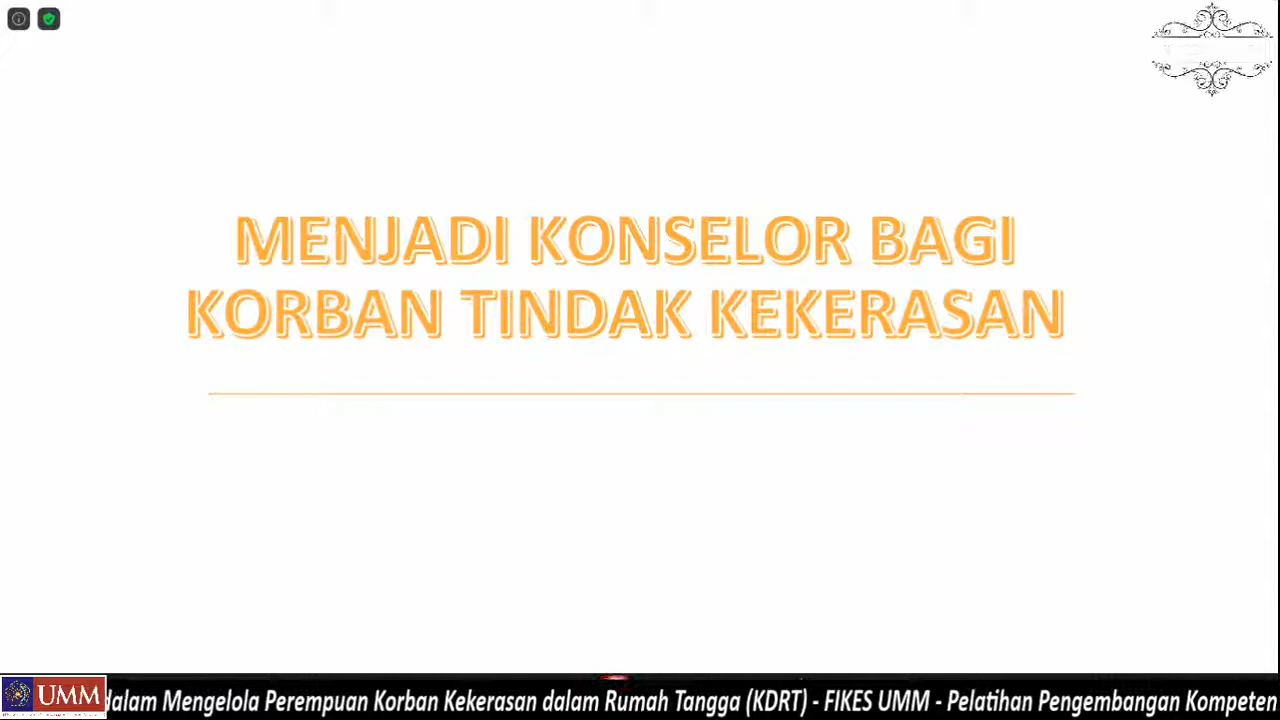 MENJADI KONSELOR BAGI
KORBAN TINDAK KEKERASAN
UMM
dalam Mengelola Perempuan Korban Kekerasan dalam Rumah Tangga (KDRT) - FIKES UMM - Pelatihan Pengembangan Kompeten